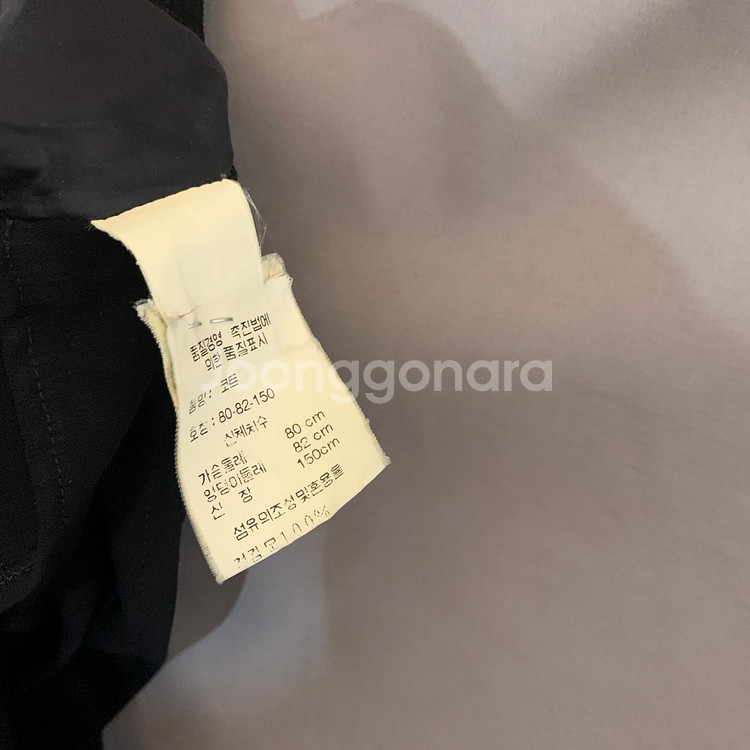 품질경영 촉진법에
의한 품질표시
품명 : 코트
호칭 : 80-82-150
신체치수
가슴둘레 80 cm
엉덩이둘레 82 cm
신 장 150cm
섬유의조성및혼용율
겉감 모100%
Joonggonara